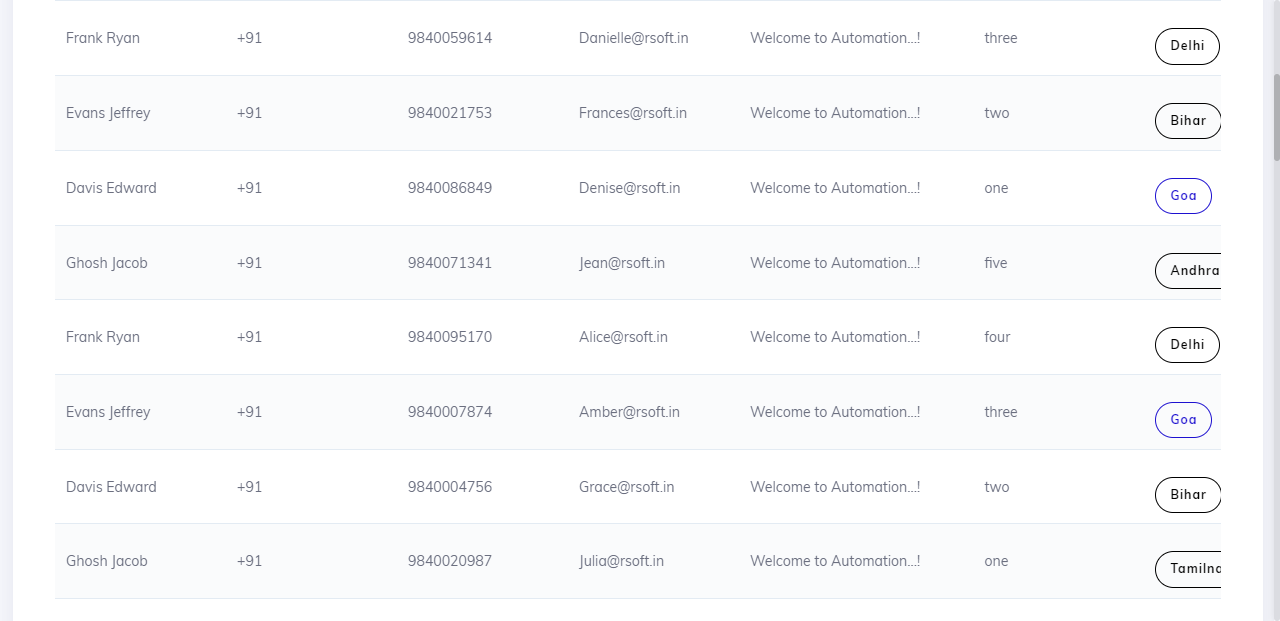 Frank Ryan +91 9840059614 Danielle@rsoft.in Welcome to Automation...! three Delhi
Evans Jeffrey +91 9840021753 Frances@rsoft.in Welcome to Automation...! two Bihar
Davis Edward +91 9840086849 Denise@rsoft.in Welcome to Automation...! one Goa
Ghosh Jacob +91 9840071341 Jean@rsoft.in Welcome to Automation...! five Andhra
Frank Ryan +91 9840095170 Alice@rsoft.in Welcome to Automation...! four Delhi
Evans Jeffrey +91 9840007874 Amber@rsoft.in Welcome to Automation...! three Goa
Davis Edward +91 9840004756 Grace@rsoft.in Welcome to Automation...! two Bihar
Ghosh Jacob +91 9840020987 Julia@rsoft.in Welcome to Automation...! one